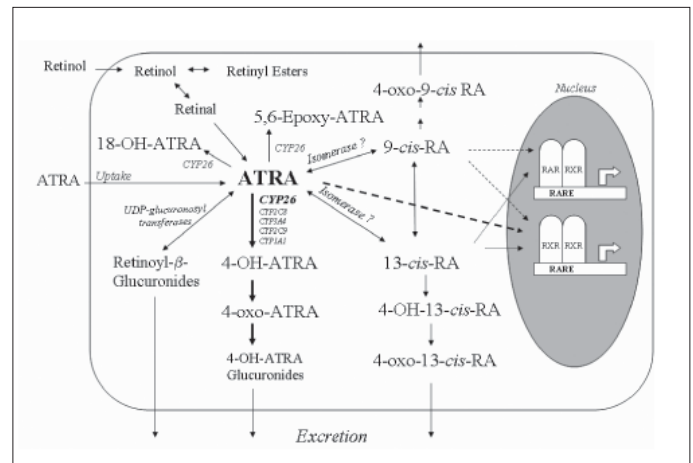 Retinol
Retinol
Retinyl Esters
Retinal
18-OH-ATRA
CYP26
5,6-Epoxy-ATRA
CYP26
Isomerase ?
4-oxo-9-cis RA
9-cis-RA
Nucleus
RAR RXR
RARE
RXR RXR
RARE
ATRA
Uptake
ATRA
Isomerase ?
UDP-glucuronosyl
transferases
CYP26
CYP2C8
CYP3A4
CYP2C9
CYP1A1
Retinoyl-β-
Glucuronides
4-OH-ATRA
4-oxo-ATRA
4-OH-ATRA
Glucuronides
13-cis-RA
4-OH-13-cis-RA
4-oxo-13-cis-RA
Excretion